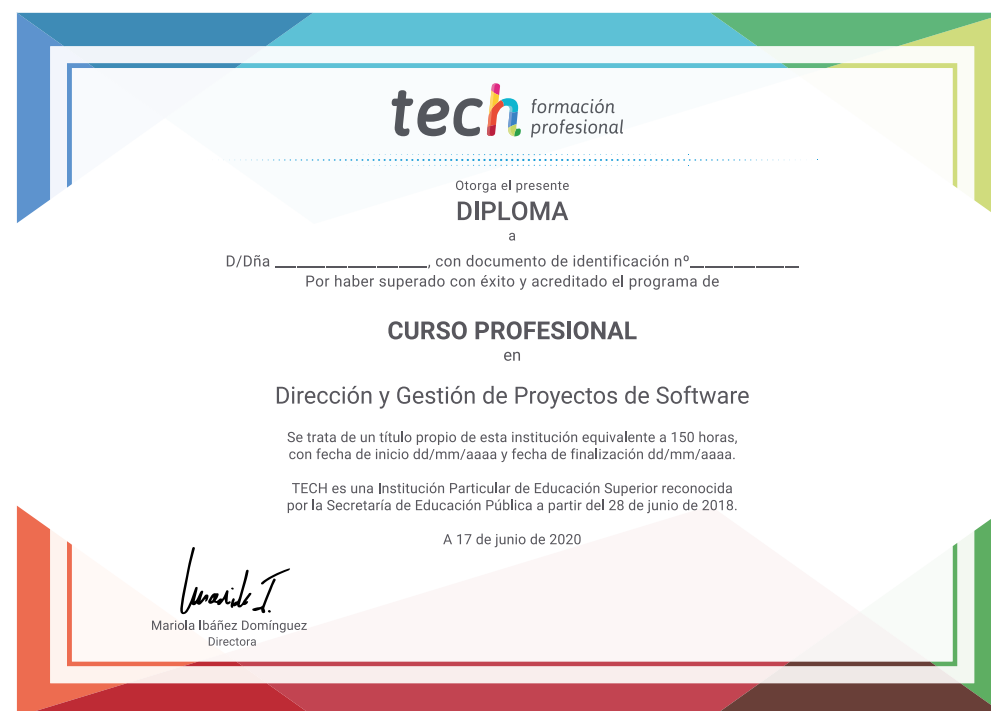 tech formación
profesional
Otorga el presente
DIPLOMA
a
D/Dña ____________________, con documento de identificación nº______________
Por haber superado con éxito y acreditado el programa de
CURSO PROFESIONAL
en
Dirección y Gestión de Proyectos de Software
Se trata de un título propio de esta institución equivalente a 150 horas,
con fecha de inicio dd/mm/aaaa y fecha de finalización dd/mm/aaaa.
TECH es una Institución Particular de Educación Superior reconocida
por la Secretaría de Educación Pública a partir del 28 de junio de 2018.
A 17 de junio de 2020
Mariola Ibáñez Domínguez
Directora